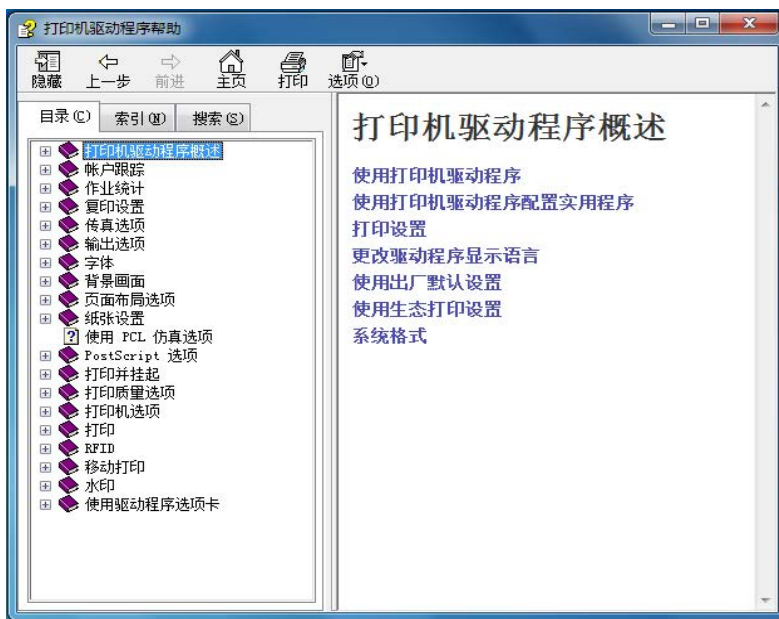 打印机驱动程序帮助
隐藏 上一步 前进 主页 打印 选项(O)
目录(C) 索引(N) 搜索(S)
打印机驱动程序概述
帐户跟踪
作业统计
复印设置
传真选项
输出选项
字体
背景画面
页面布局选项
纸张设置
使用 PCL 仿真选项
PostScript 选项
打印并挂起
打印质量选项
打印机选项
打印
RFID
移动打印
水印
使用驱动程序选项卡
打印机驱动程序概述
使用打印机驱动程序
使用打印机驱动程序配置实用程序
打印设置
更改驱动程序显示语言
使用出厂默认设置
使用生态打印设置
系统格式